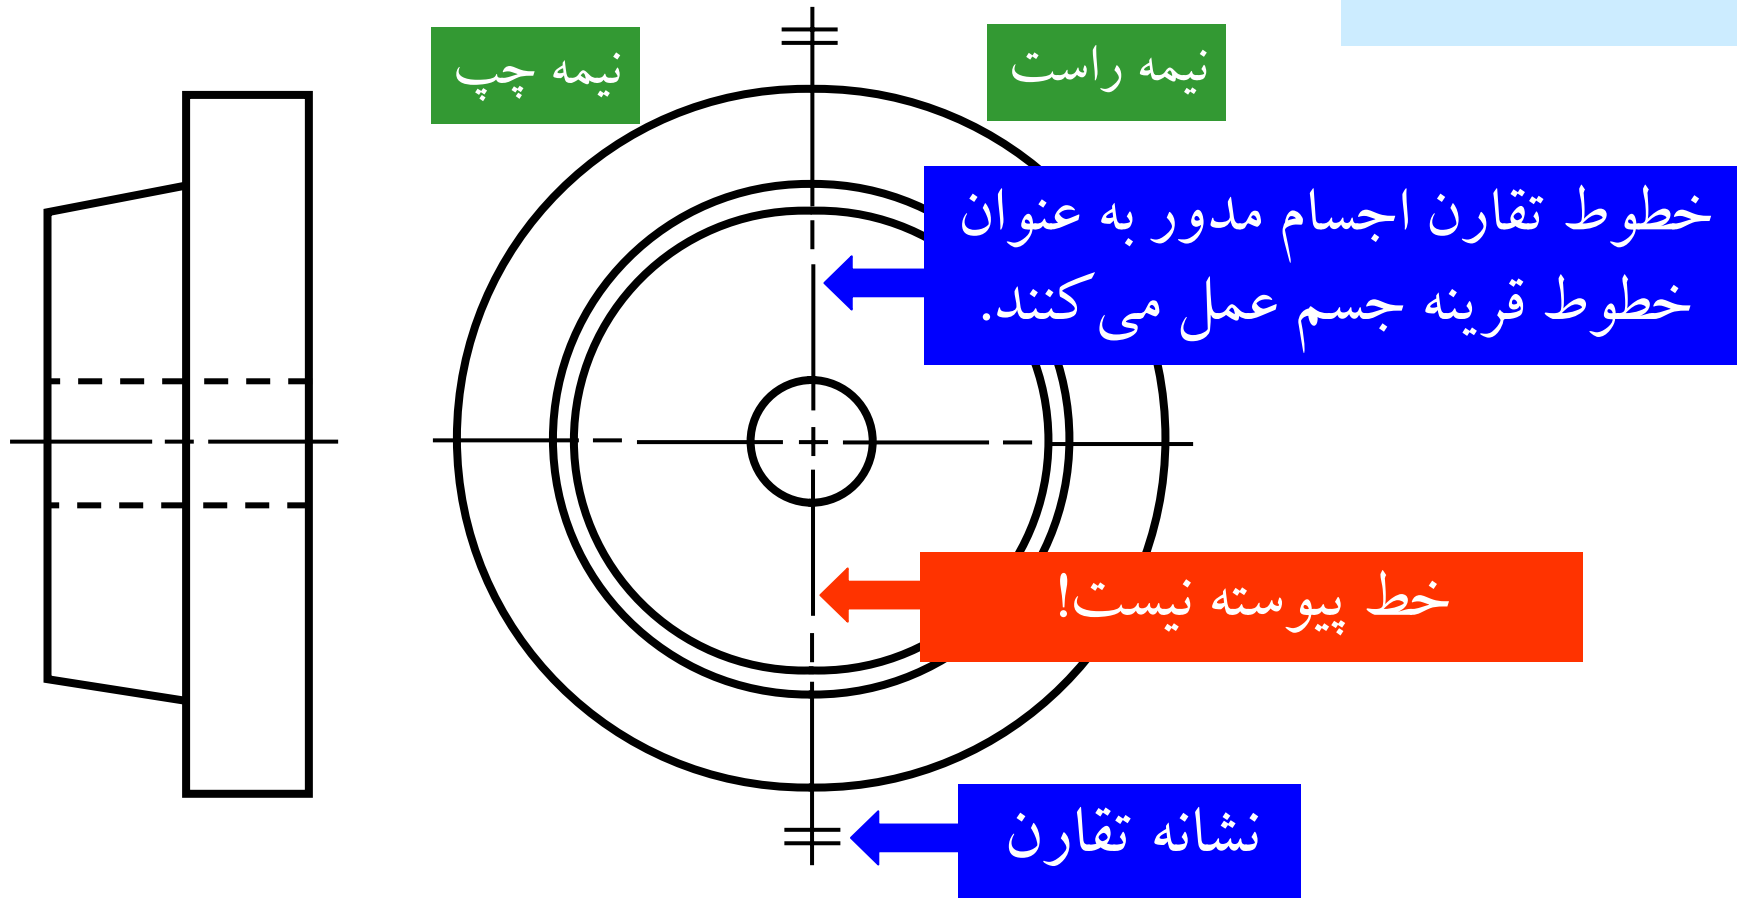 نیمه راست
نیمه چپ
خطوط تقارن اجسام مدور به عنوان
خطوط قرینه جسم عمل می کنند.
خط پیوسته نیست!
نشانه تقارن